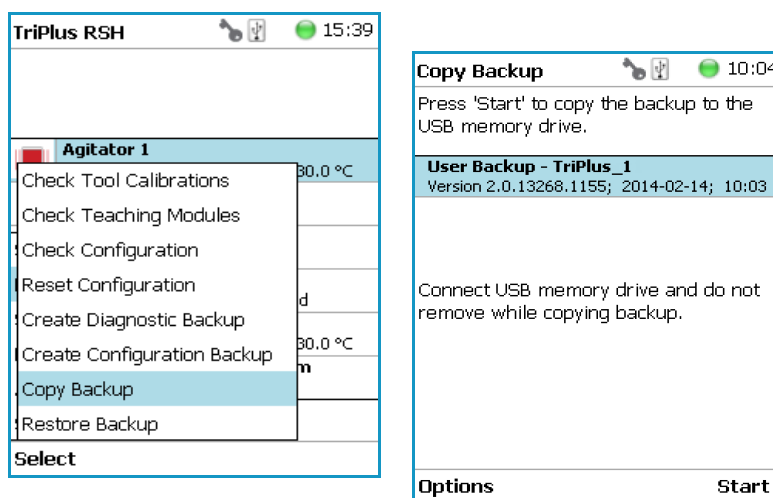 TriPlus RSH 15:39
Agitator 1
30.0 °C
Check Tool Calibrations
Check Teaching Modules
Check Configuration
Reset Configuration
d
Create Diagnostic Backup
30.0 °C
Create Configuration Backup
m
Copy Backup
Restore Backup
Select
Copy Backup 10:04
Press 'Start' to copy the backup to the
USB memory drive.
User Backup - TriPlus_1
Version 2.0.13268.1155; 2014-02-14; 10:03
Connect USB memory drive and do not
remove while copying backup.
Options Start